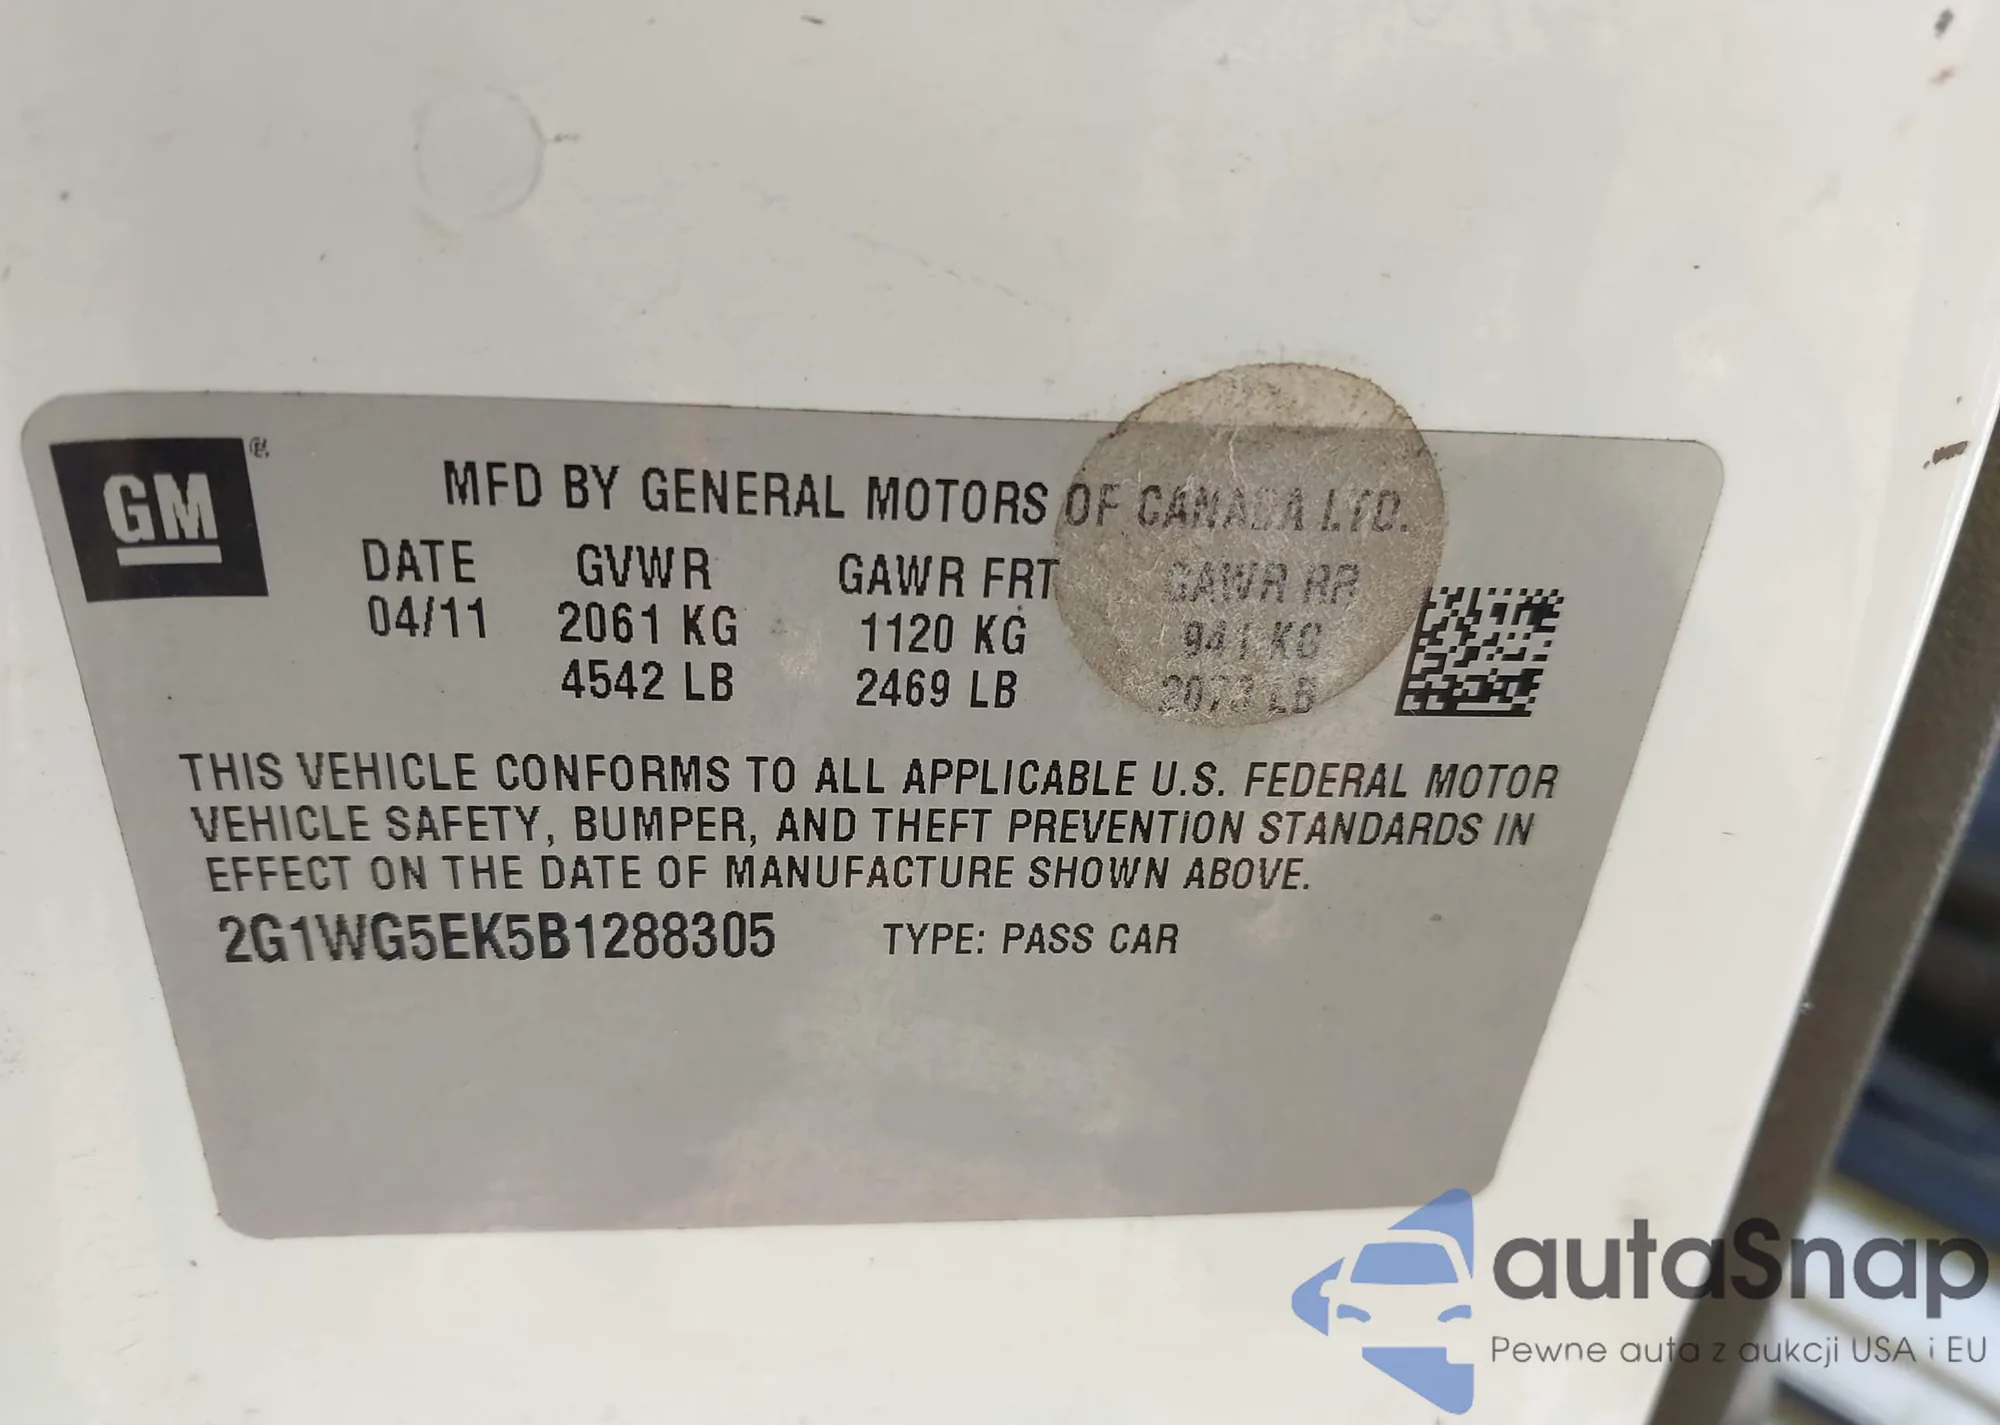 GM
MFD BY GENERAL MOTORS OF CANADA LTD.
DATE GVWR GAWR FRT GAWR RR
04/11 2061 KG 1120 KG 941 KG
4542 LB 2469 LB 2073 LB
THIS VEHICLE CONFORMS TO ALL APPLICABLE U.S. FEDERAL MOTOR
VEHICLE SAFETY, BUMPER, AND THEFT PREVENTION STANDARDS IN
EFFECT ON THE DATE OF MANUFACTURE SHOWN ABOVE.
2G1WG5EK5B1288305 TYPE: PASS CAR
autaSnap
Pewne auta z aukcji USA i EU